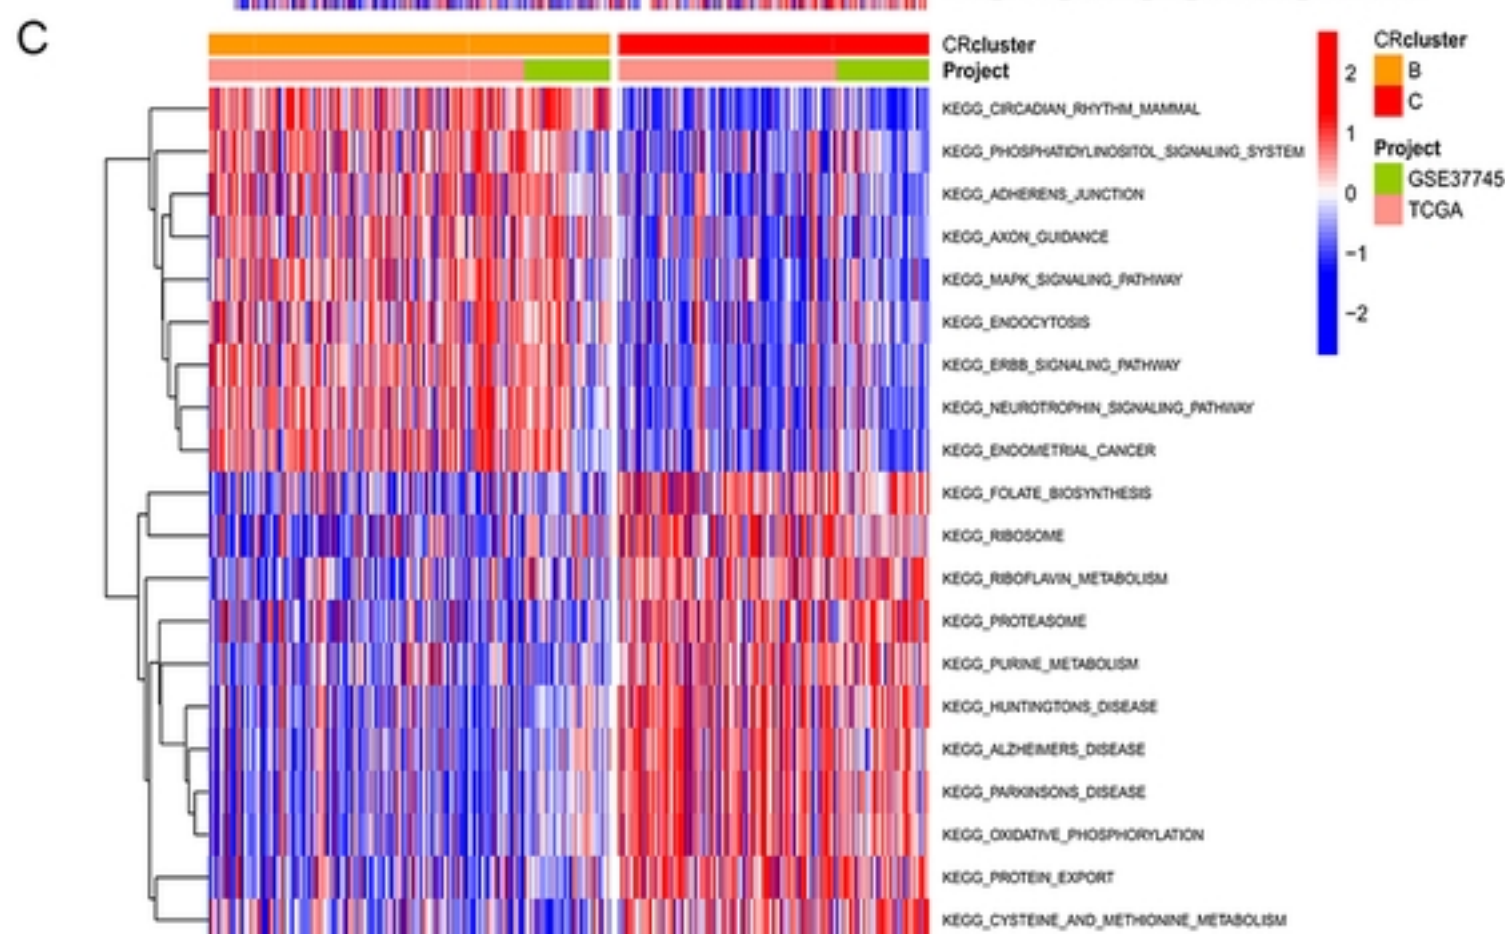 C
CRcluster
Project
KEGG_CIRCADIAN_RHYTHM_MAMMAL
KEGG_PHOSPHATIDYLINOSITOL_SIGNALING_SYSTEM
KEGG_ADHERENS_JUNCTION
KEGG_AXON_GUIDANCE
KEGG_MAPK_SIGNALING_PATHWAY
KEGG_ENDOCYTOSIS
KEGG_ERBB_SIGNALING_PATHWAY
KEGG_NEUROTROPHIN_SIGNALING_PATHWAY
KEGG_ENDOMETRIAL_CANCER
KEGG_FOLATE_BIOSYNTHESIS
KEGG_RIBOSOME
KEGG_RIBOFLAVIN_METABOLISM
KEGG_PROTEASOME
KEGG_PURINE_METABOLISM
KEGG_HUNTINGTONS_DISEASE
KEGG_ALZHEIMERS_DISEASE
KEGG_PARKINSONS_DISEASE
KEGG_OXIDATIVE_PHOSPHORYLATION
KEGG_PROTEIN_EXPORT
KEGG_CYSTEINE_AND_METHIONINE_METABOLISM
2
1
0
−1
−2
CRcluster
B
C
Project
GSE37745
TCGA